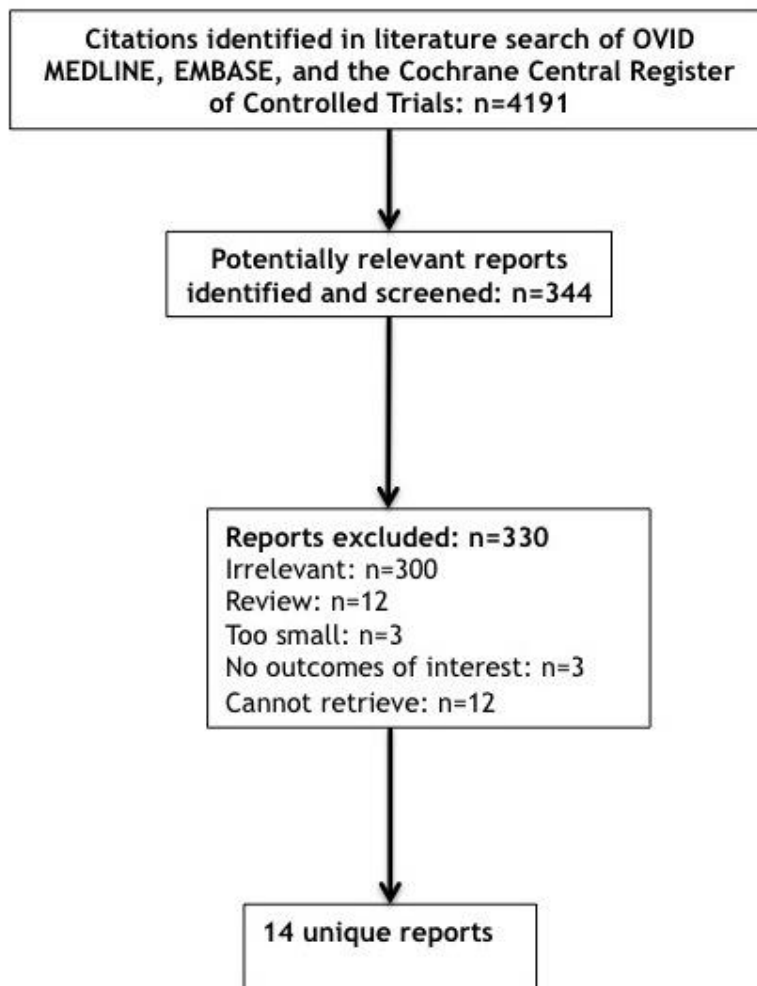 Citations identified in literature search of OVID
MEDLINE, EMBASE, and the Cochrane Central Register
of Controlled Trials: n=4191
Potentially relevant reports
identified and screened: n=344
Reports excluded: n=330
Irrelevant: n=300
Review: n=12
Too small: n=3
No outcomes of interest: n=3
Cannot retrieve: n=12
14 unique reports